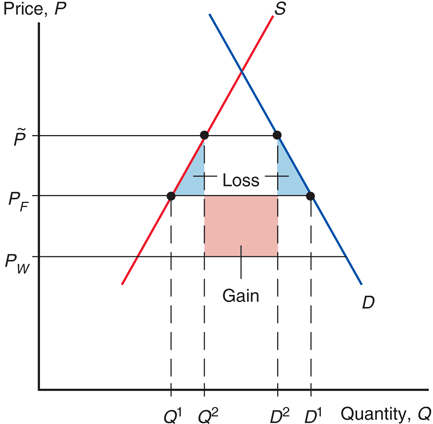 Price, P
S
P̃
Loss
P_F
P_W
Gain
D
Q¹ Q² D² D¹ Quantity, Q